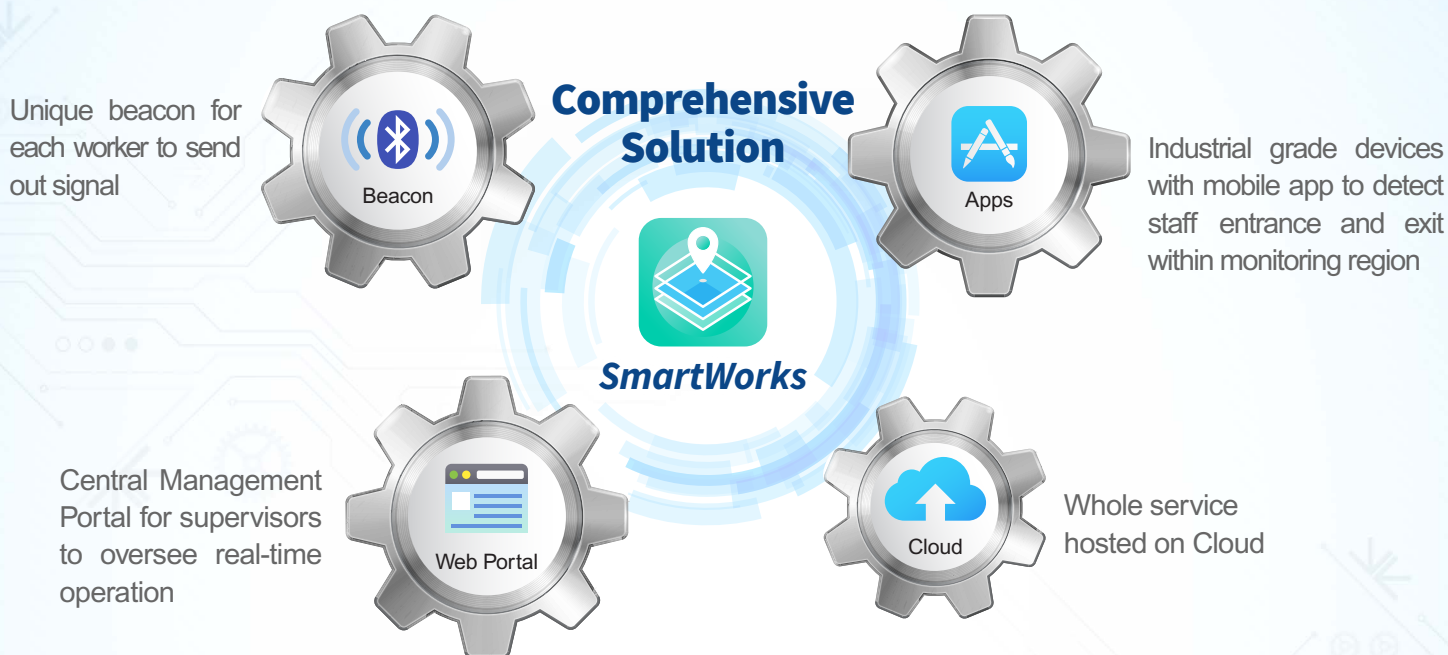 Comprehensive
Solution
Unique beacon for
each worker to send
out signal
Beacon
Apps
Industrial grade devices
with mobile app to detect
staff entrance and exit
within monitoring region
SmartWorks
Central Management
Portal for supervisors
to oversee real-time
operation
Web Portal
Cloud
Whole service
hosted on Cloud